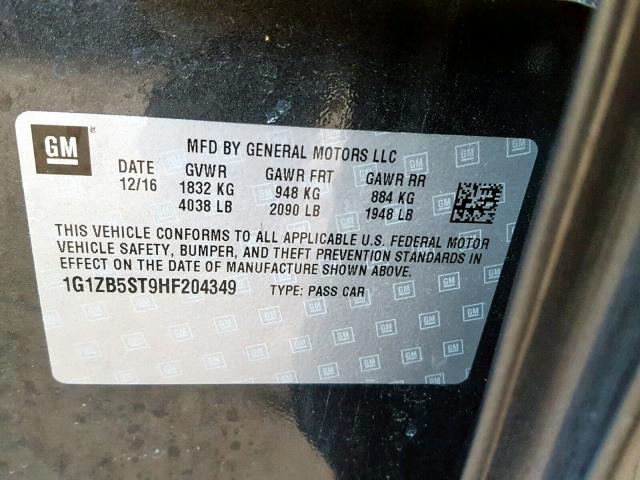 GM
MFD BY GENERAL MOTORS LLC
DATE GVWR GAWR FRT GAWR RR
12/16 1832 KG 948 KG 884 KG
4038 LB 2090 LB 1948 LB
THIS VEHICLE CONFORMS TO ALL APPLICABLE U.S. FEDERAL MOTOR
VEHICLE SAFETY, BUMPER, AND THEFT PREVENTION STANDARDS IN
EFFECT ON THE DATE OF MANUFACTURE SHOWN ABOVE.
1G1ZB5ST9HF204349 TYPE: PASS CAR